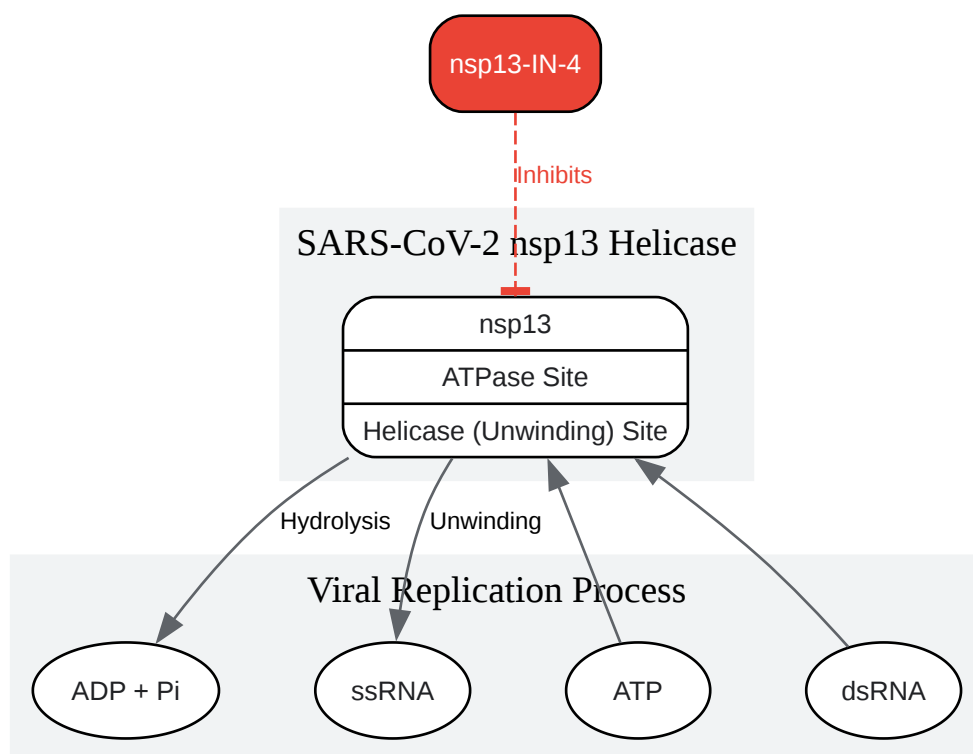 nsp13-IN-4
Inhibits
SARS-CoV-2 nsp13 Helicase
nsp13
ATPase Site
Helicase (Unwinding) Site
Hydrolysis
Unwinding
Viral Replication Process
ADP + Pi
ssRNA
ATP
dsRNA